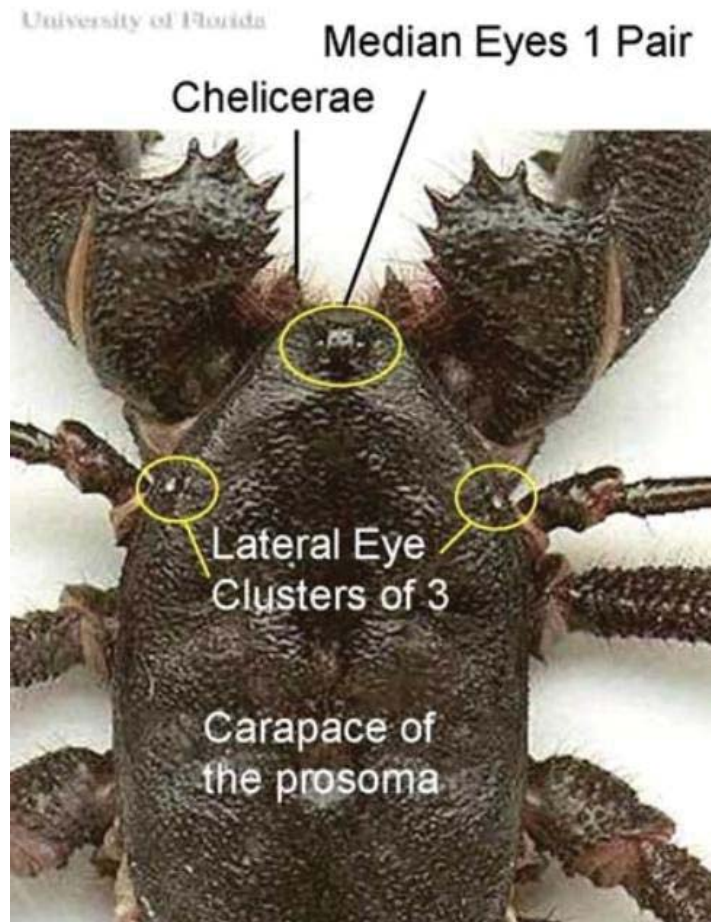 University of Florida
Median Eyes 1 Pair
Chelicerae
Lateral Eye
Clusters of 3
Carapace of
the prosoma